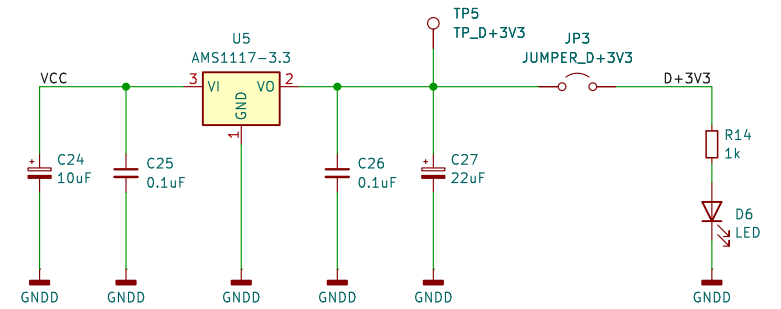 TP5
TP_D+3V3
U5
AMS1117-3.3
JP3
JUMPER_D+3V3
VCC
3
VI
VO
2
D+3V3
GND
1
R14
1k
+
C24
10uF
C25
0.1uF
C26
0.1uF
+
C27
22uF
D6
LED
GNDD
GNDD
GNDD
GNDD
GNDD
GNDD